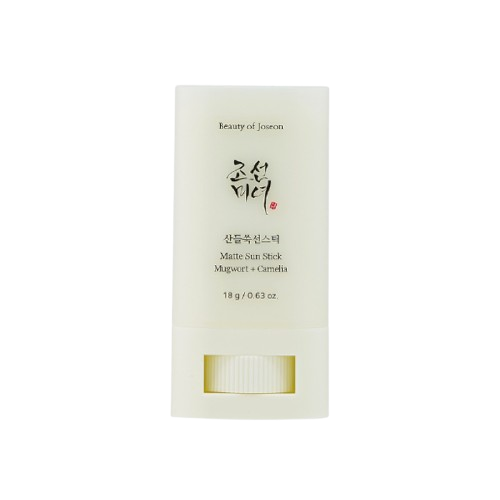 Beauty of Joseon
조선
미녀
산들쑥선스틱
Matte Sun Stick
Mugwort + Camelia
18 g / 0.63 oz.